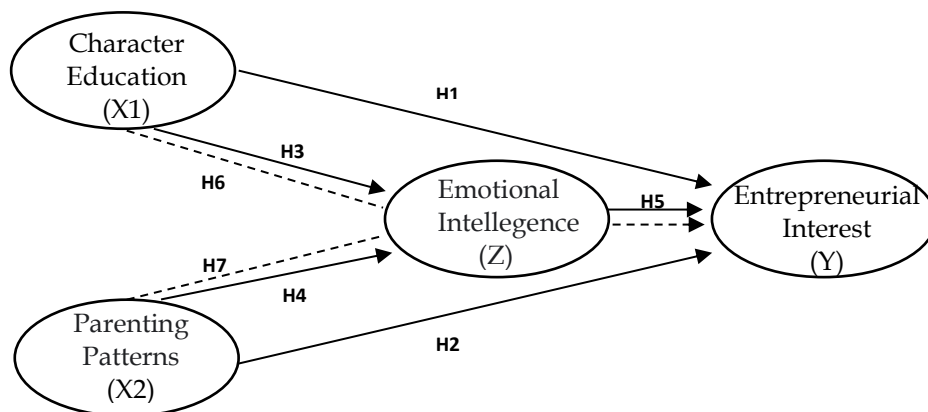 Character
Education
(X1)
H1
H3
H6
Emotional
Intellegence
(Z)
H5
Entrepreneurial
Interest
(Y)
H7
H4
H2
Parenting
Patterns
(X2)